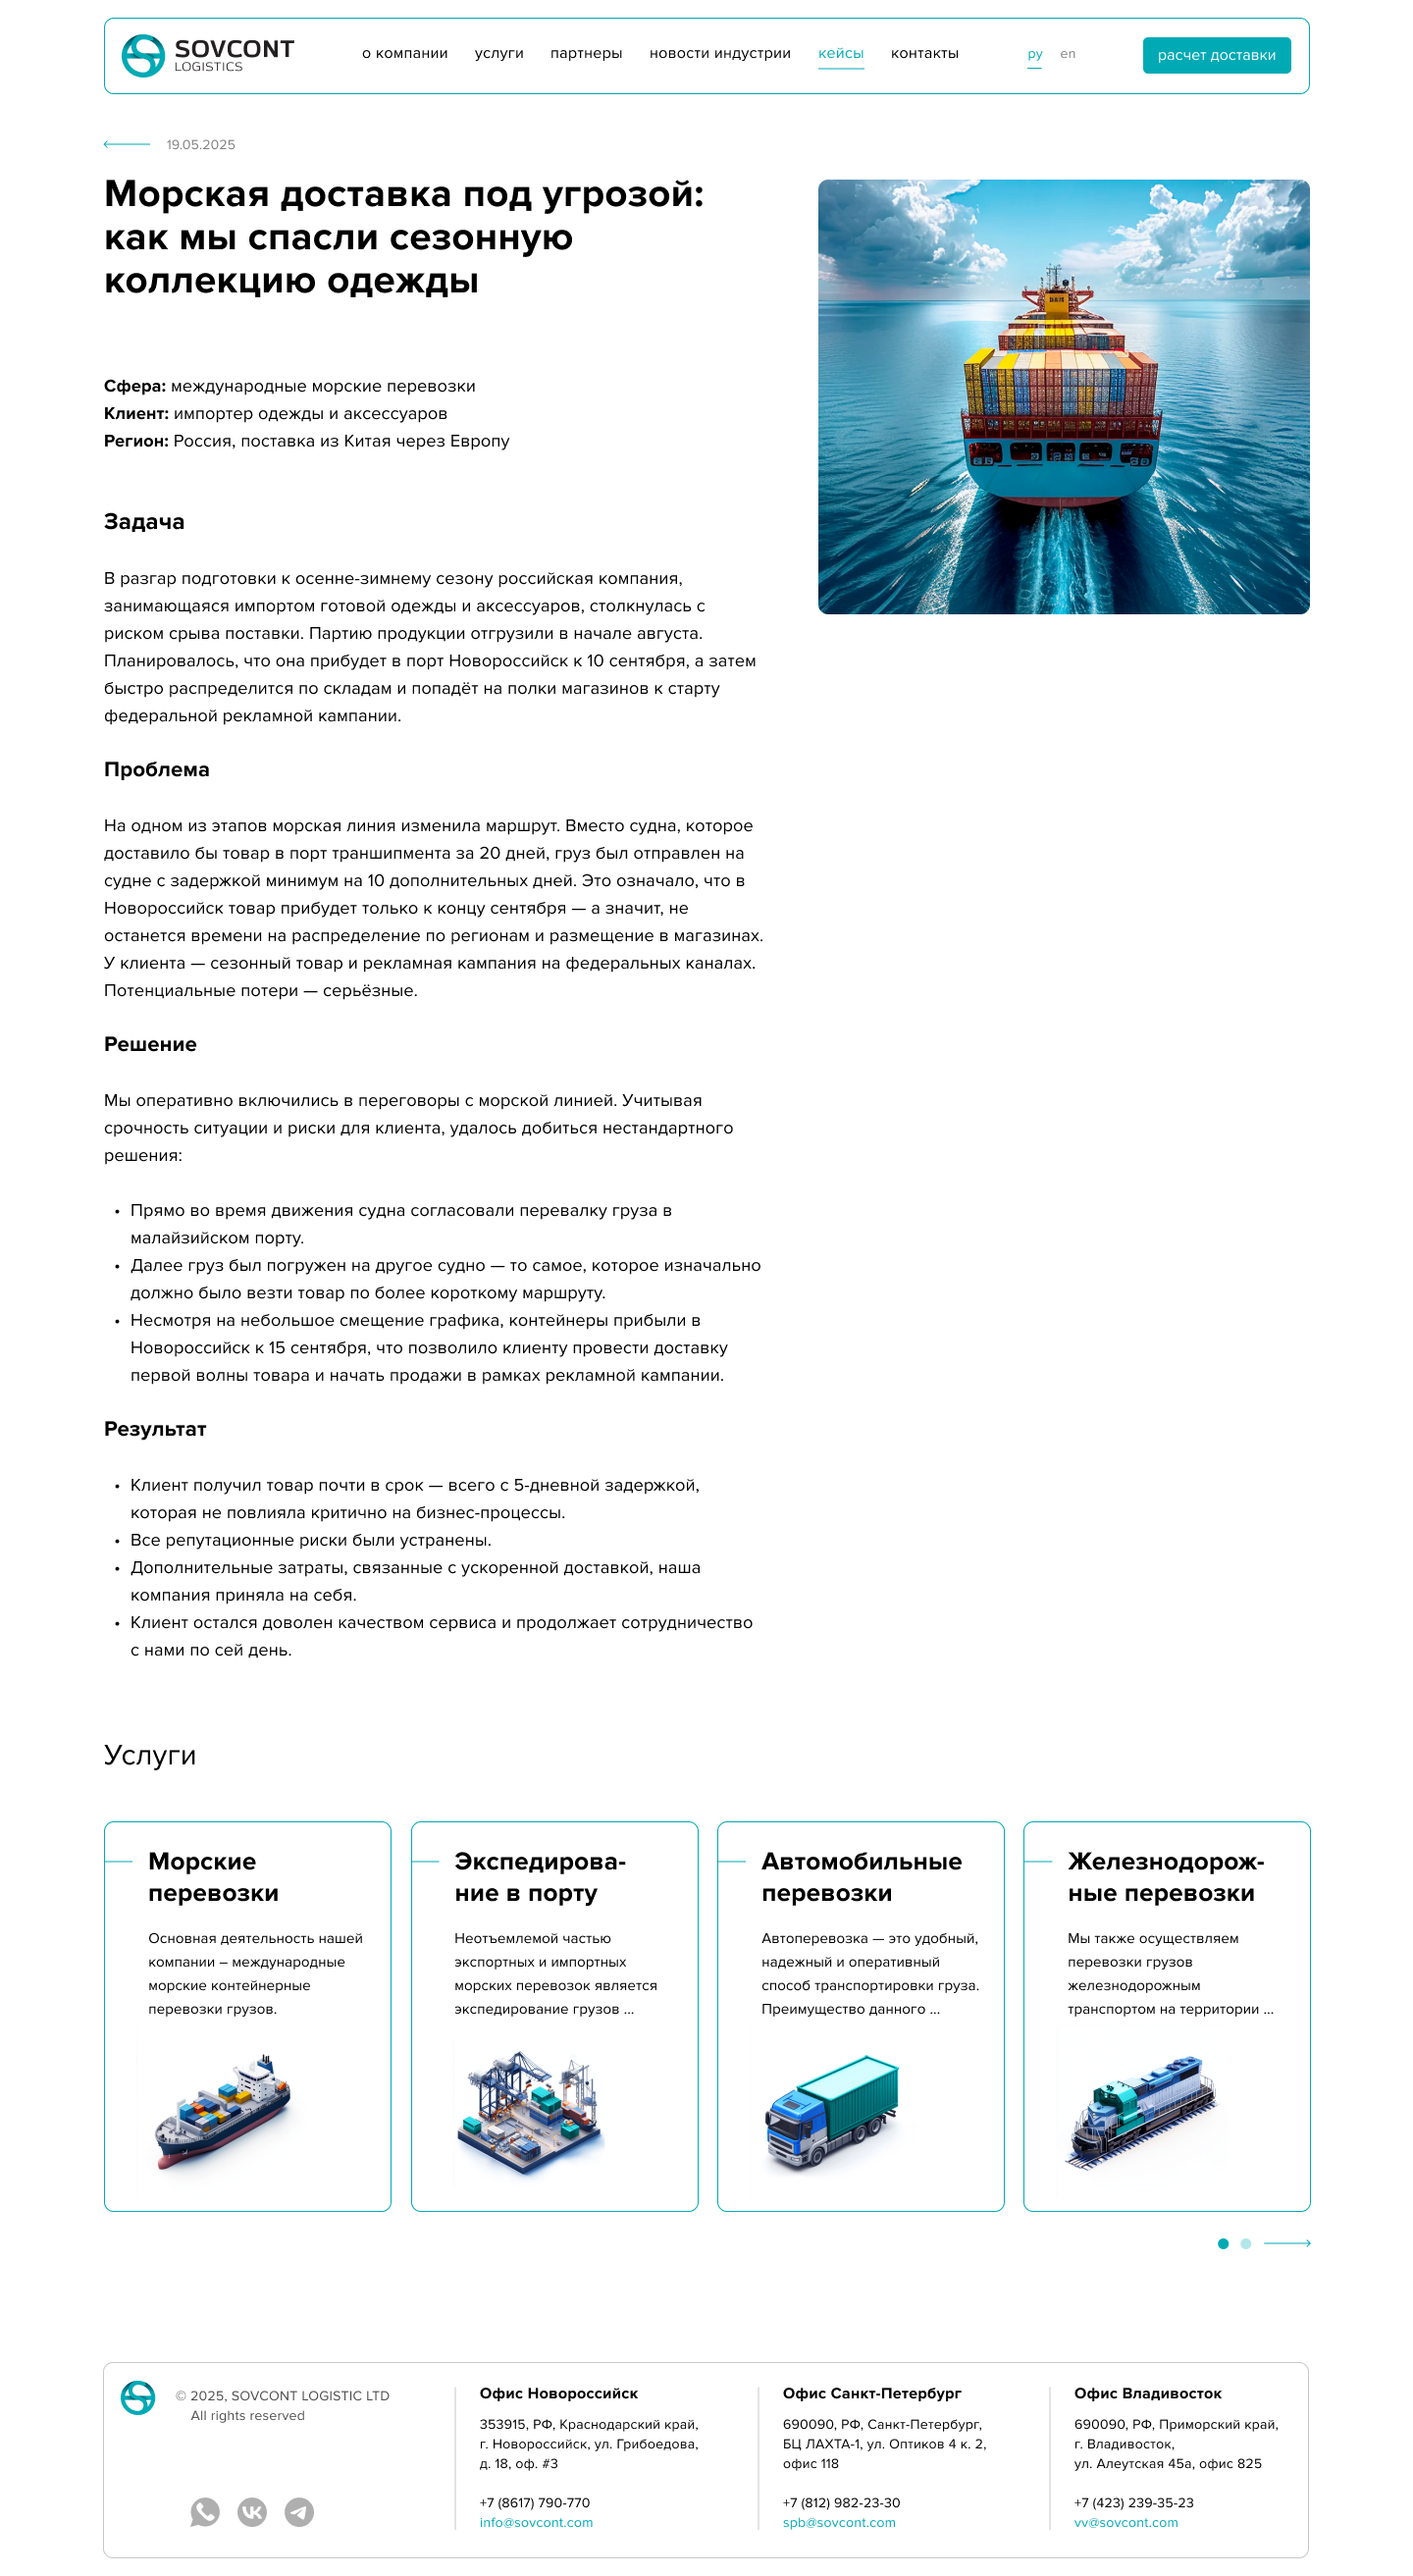 SOVCONT
LOGISTICS
о компании услуги партнеры новости индустрии кейсы контакты ру en расчет доставки
19.05.2025
Морская доставка под угрозой:
как мы спасли сезонную
коллекцию одежды
Сфера: международные морские перевозки
Клиент: импортер одежды и аксессуаров
Регион: Россия, поставка из Китая через Европу
Задача
В разгар подготовки к осенне-зимнему сезону российская компания,
занимающаяся импортом готовой одежды и аксессуаров, столкнулась с
риском срыва поставки. Партию продукции отгрузили в начале августа.
Планировалось, что она прибудет в порт Новороссийск к 10 сентября, а затем
быстро распределится по складам и попадёт на полки магазинов к старту
федеральной рекламной кампании.
Проблема
На одном из этапов морская линия изменила маршрут. Вместо судна, которое
доставило бы товар в порт траншипмента за 20 дней, груз был отправлен на
судне с задержкой минимум на 10 дополнительных дней. Это означало, что в
Новороссийск товар прибудет только к концу сентября — а значит, не
останется времени на распределение по регионам и размещение в магазинах.
У клиента — сезонный товар и рекламная кампания на федеральных каналах.
Потенциальные потери — серьёзные.
Решение
Мы оперативно включились в переговоры с морской линией. Учитывая
срочность ситуации и риски для клиента, удалось добиться нестандартного
решения:
• Прямо во время движения судна согласовали перевалку груза в
малайзийском порту.
• Далее груз был погружен на другое судно — то самое, которое изначально
должно было везти товар по более короткому маршруту.
• Несмотря на небольшое смещение графика, контейнеры прибыли в
Новороссийск к 15 сентября, что позволило клиенту провести доставку
первой волны товара и начать продажи в рамках рекламной кампании.
Результат
• Клиент получил товар почти в срок — всего с 5-дневной задержкой,
которая не повлияла критично на бизнес-процессы.
• Все репутационные риски были устранены.
• Дополнительные затраты, связанные с ускоренной доставкой, наша
компания приняла на себя.
• Клиент остался доволен качеством сервиса и продолжает сотрудничество
с нами по сей день.
Услуги
Морские
перевозки
Основная деятельность нашей
компании – международные
морские контейнерные
перевозки грузов.
Экспедирова-
ние в порту
Неотъемлемой частью
экспортных и импортных
морских перевозок является
экспедирование грузов ...
Автомобильные
перевозки
Автоперевозка — это удобный,
надежный и оперативный
способ транспортировки груза.
Преимущество данного ...
Железнодорож-
ные перевозки
Мы также осуществляем
перевозки грузов
железнодорожным
транспортом на территории ...
© 2025, SOVCONT LOGISTIC LTD
All rights reserved
Офис Новороссийск
353915, РФ, Краснодарский край,
г. Новороссийск, ул. Грибоедова,
д. 18, оф. #3
+7 (8617) 790-770
info@sovcont.com
Офис Санкт-Петербург
690090, РФ, Санкт-Петербург,
БЦ ЛАХТА-1, ул. Оптиков 4 к. 2,
офис 118
+7 (812) 982-23-30
spb@sovcont.com
Офис Владивосток
690090, РФ, Приморский край,
г. Владивосток,
ул. Алеутская 45а, офис 825
+7 (423) 239-35-23
vv@sovcont.com